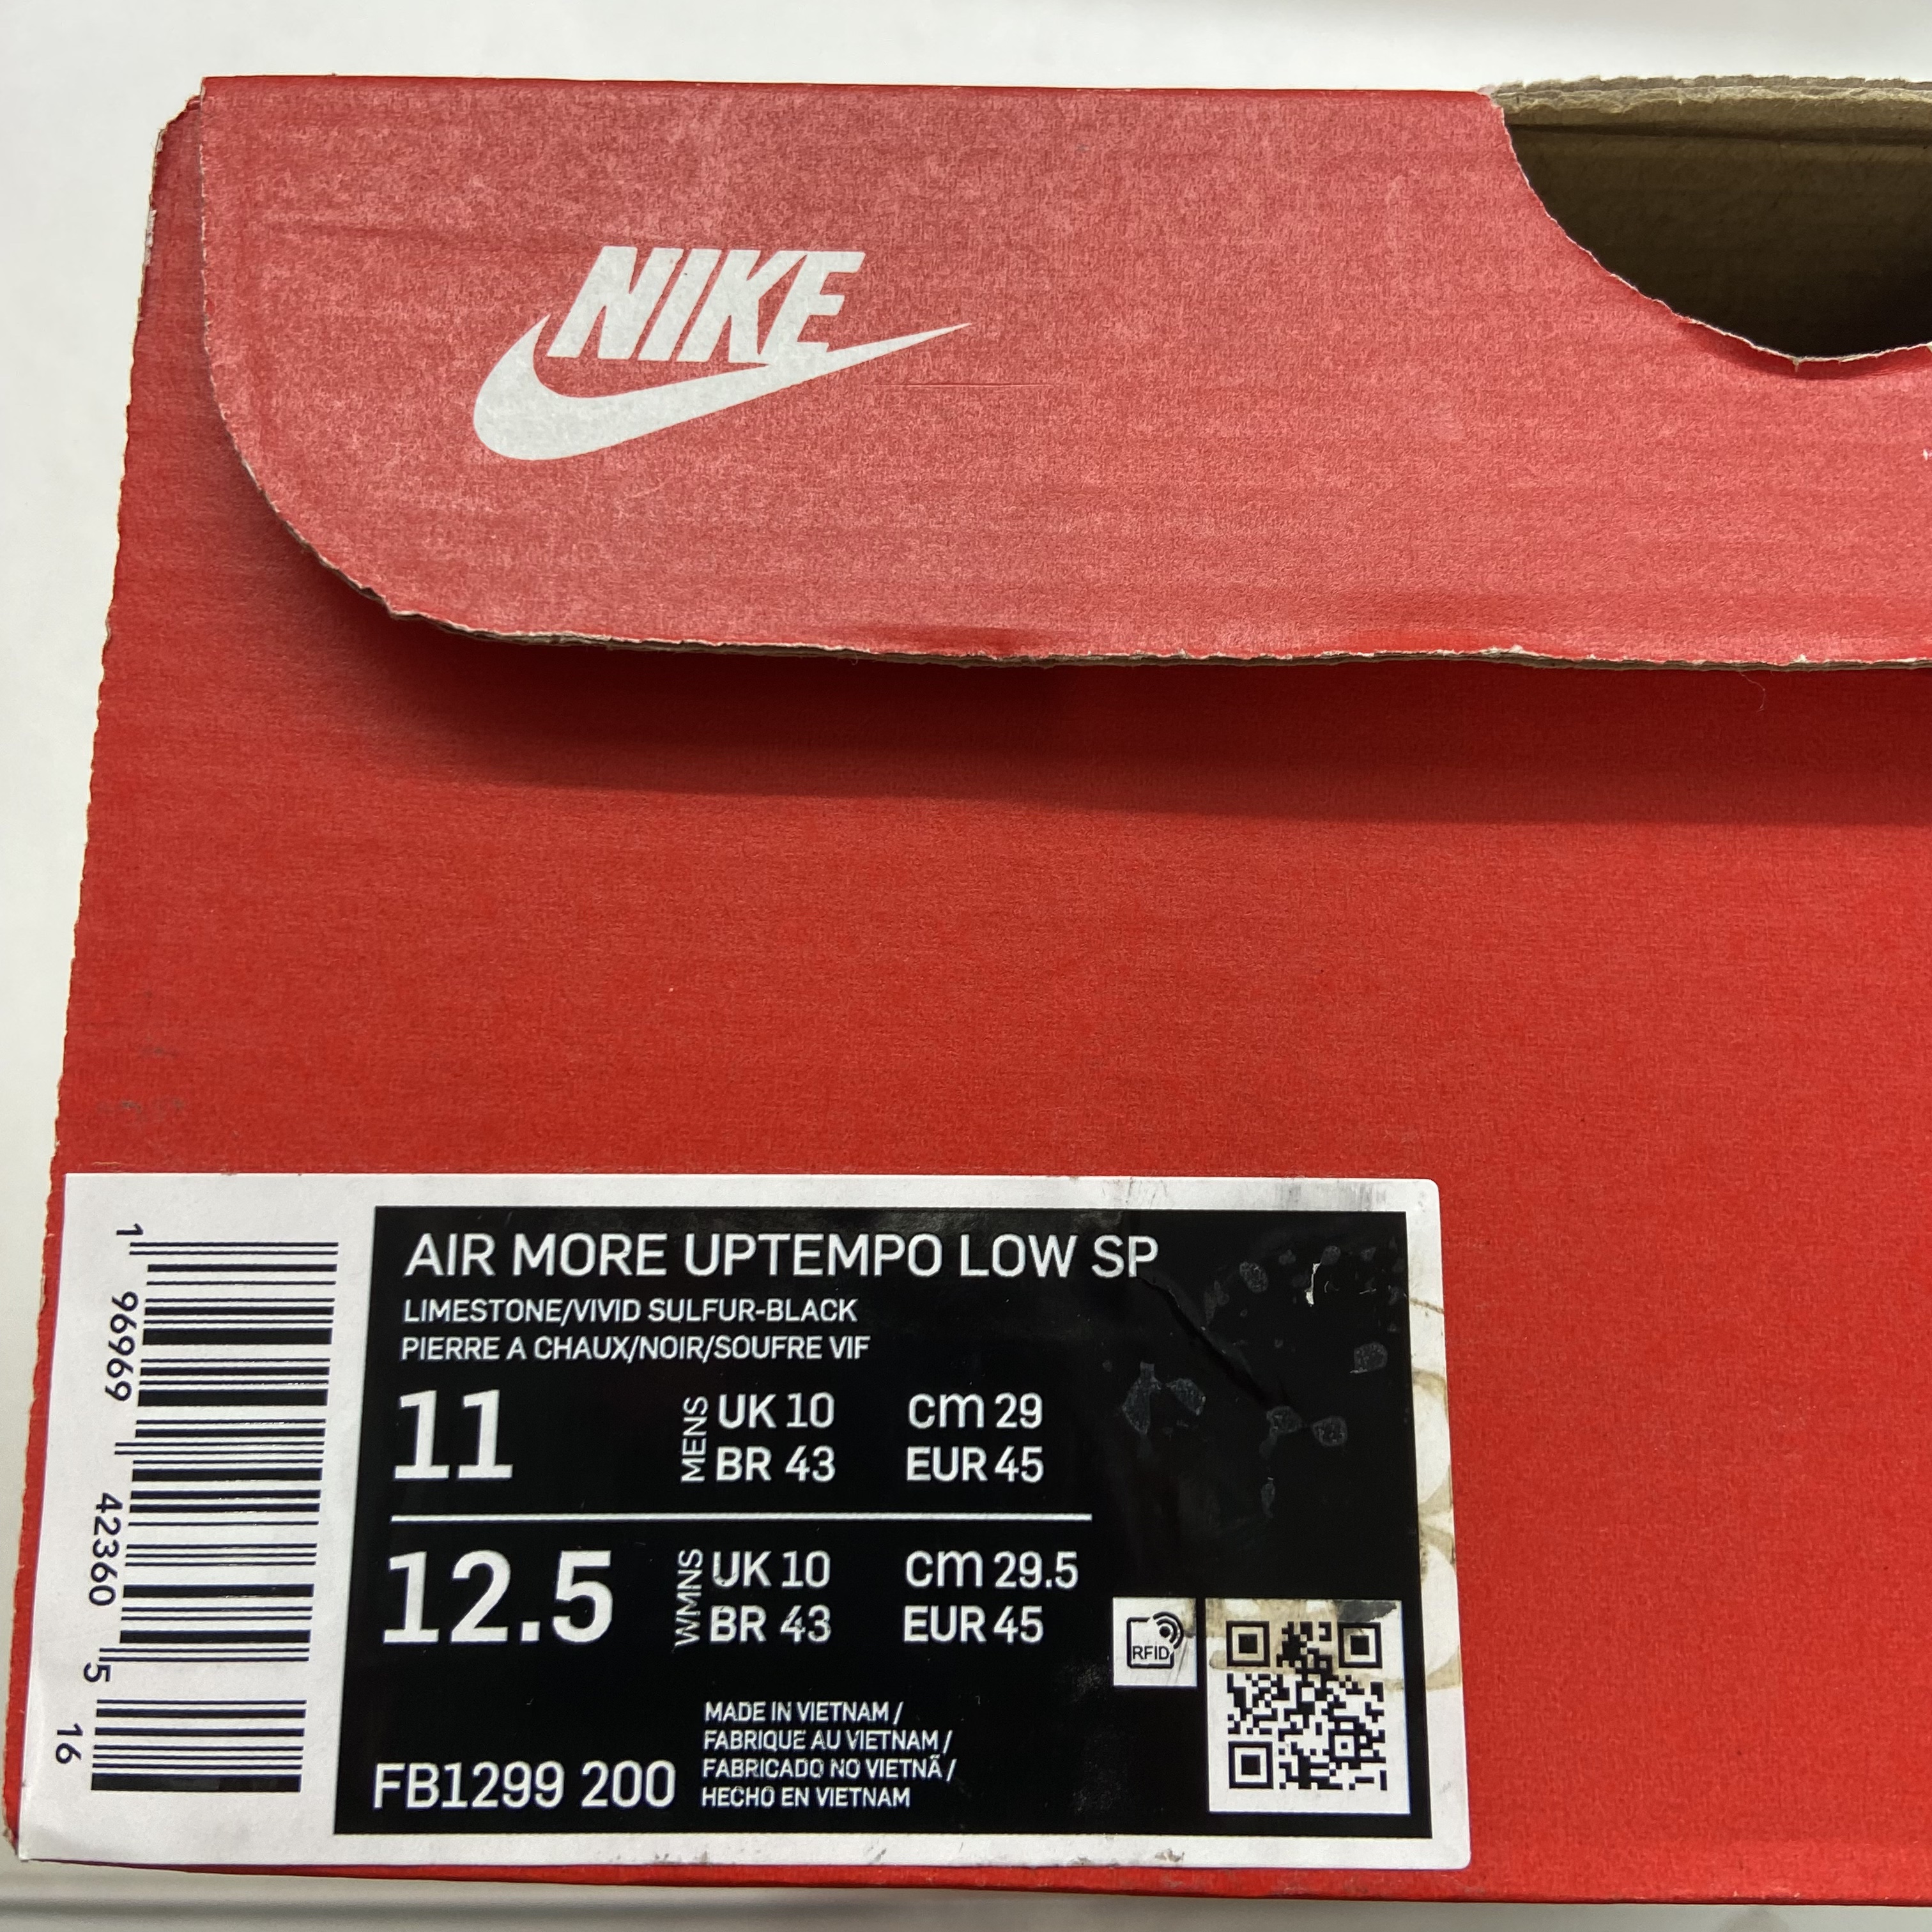 NIKE
AIR MORE UPTEMPO LOW SP
LIMESTONE/VIVID SULFUR-BLACK
PIERRE A CHAUX/NOIR/SOUFRE VIF
11
MENS
UK 10 cm 29
BR 43 EUR 45
12.5
WMNS
UK 10 cm 29.5
BR 43 EUR 45
RFID
MADE IN VIETNAM /
FABRIQUE AU VIETNAM /
FABRICADO NO VIETNÃ /
HECHO EN VIETNAM
FB1299 200
1 96969 42360 5 16